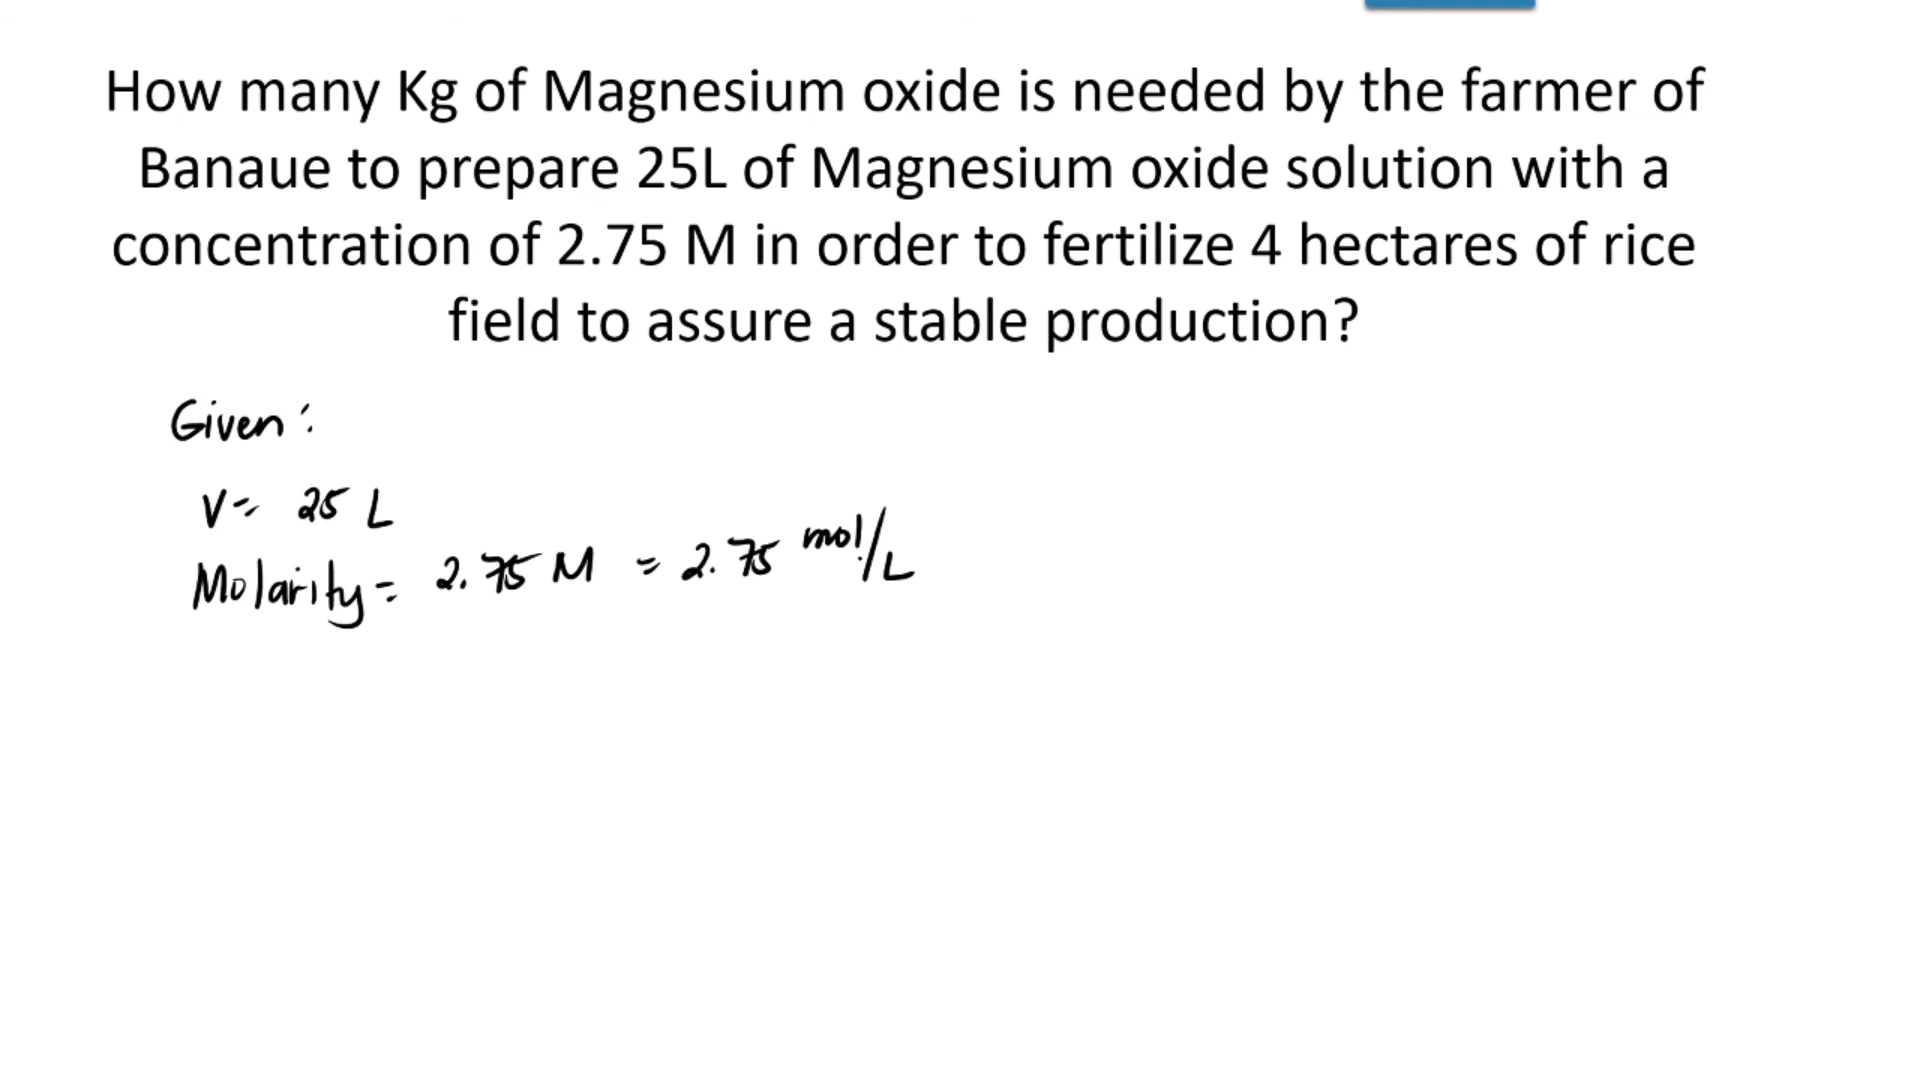 How many Kg of Magnesium oxide is needed by the farmer of
Banaue to prepare 25L of Magnesium oxide solution with a
concentration of 2.75 M in order to fertilize 4 hectares of rice
field to assure a stable production?
Given:
V= 25 L
Molarity = 2.75 M = 2.75 mol/L